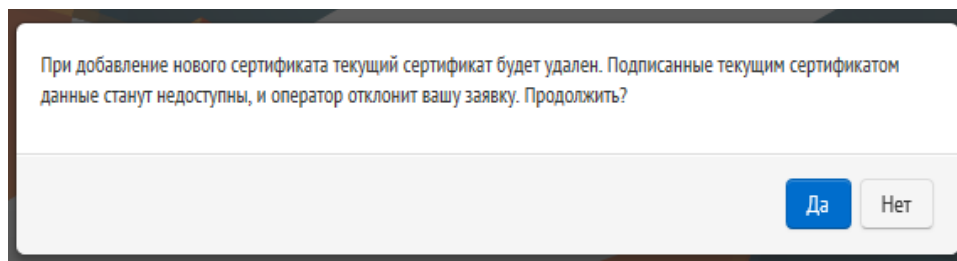 При добавление нового сертификата текущий сертификат будет удален. Подписанные текущим сертификатом
данные станут недоступны, и оператор отклонит вашу заявку. Продолжить?
Да
Нет